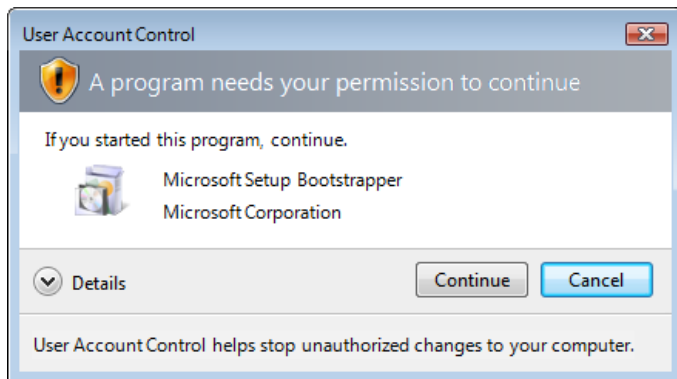 User Account Control
A program needs your permission to continue
If you started this program, continue.
Microsoft Setup Bootstrapper
Microsoft Corporation
Details
Continue
Cancel
User Account Control helps stop unauthorized changes to your computer.